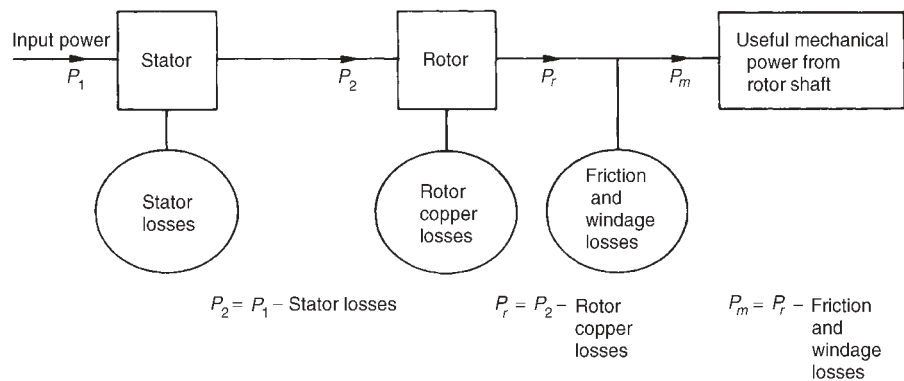 Input power
P₁
Stator
P₂
Rotor
Pᵣ
Pₘ
Useful mechanical
power from
rotor shaft
Stator
losses
Rotor
copper
losses
Friction
and
windage
losses
P₂ = P₁ – Stator losses
Pᵣ = P₂ – Rotor
copper
losses
Pₘ = Pᵣ – Friction
and
windage
losses